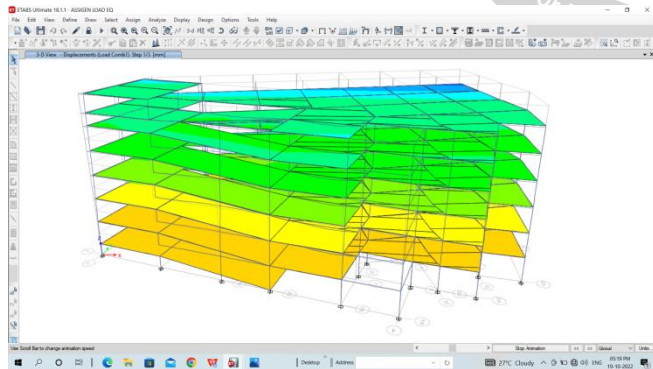 ETABS Ultimate 18.1.1 - ASSIGEN LOAD EQ
File Edit View Define Draw Select Assign Analyze Display Design Options Tools Help
3-D View - Displacements (Load Comb1) Step 1/3 [mm]
X
Use Scroll Bar to change animation speed
Stop Animation << >> Global Units...
Desktop Address 27°C Cloudy ENG 05:19 PM
19-10-2022